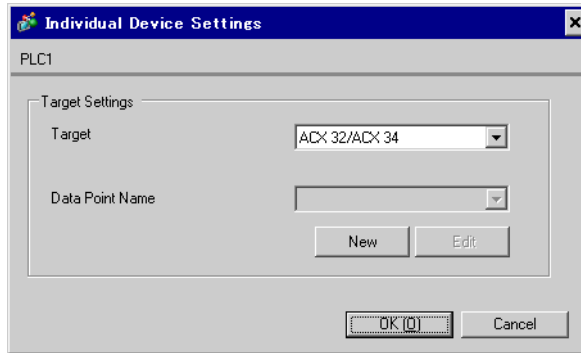 Individual Device Settings
PLC1
Target Settings
Target
ACX 32/ACX 34
Data Point Name
New
Edit
OK (O)
Cancel